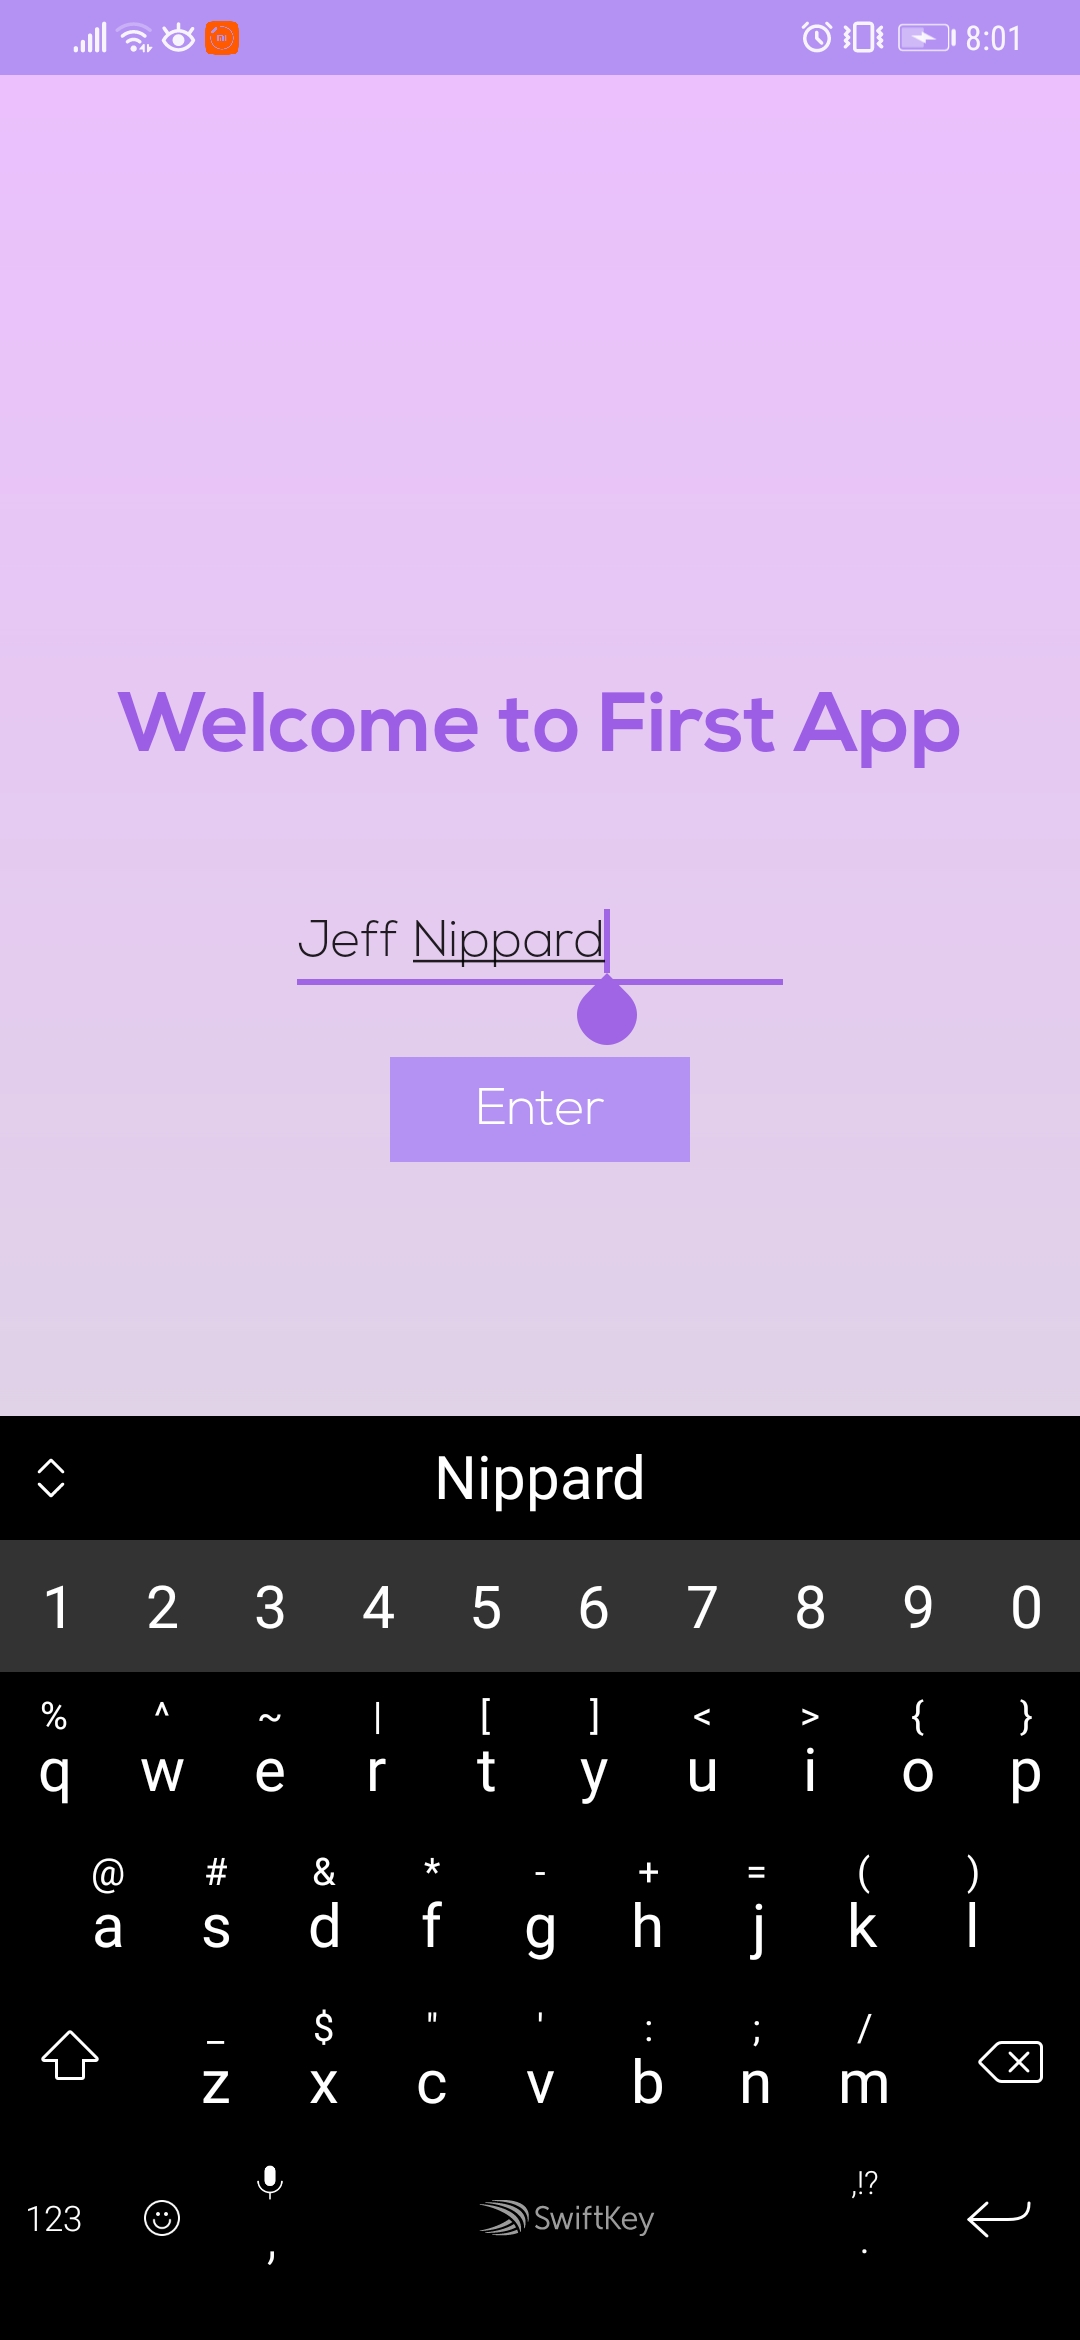 8:01
Welcome to First App
Jeff Nippard
Enter
Nippard
1 2 3 4 5 6 7 8 9 0
% ^ ~ | [ ] < > { }
q w e r t y u i o p
@ # & * - + = ( )
a s d f g h j k l
_ $ " ' : ; /
z x c v b n m
,!?
123 , SwiftKey .